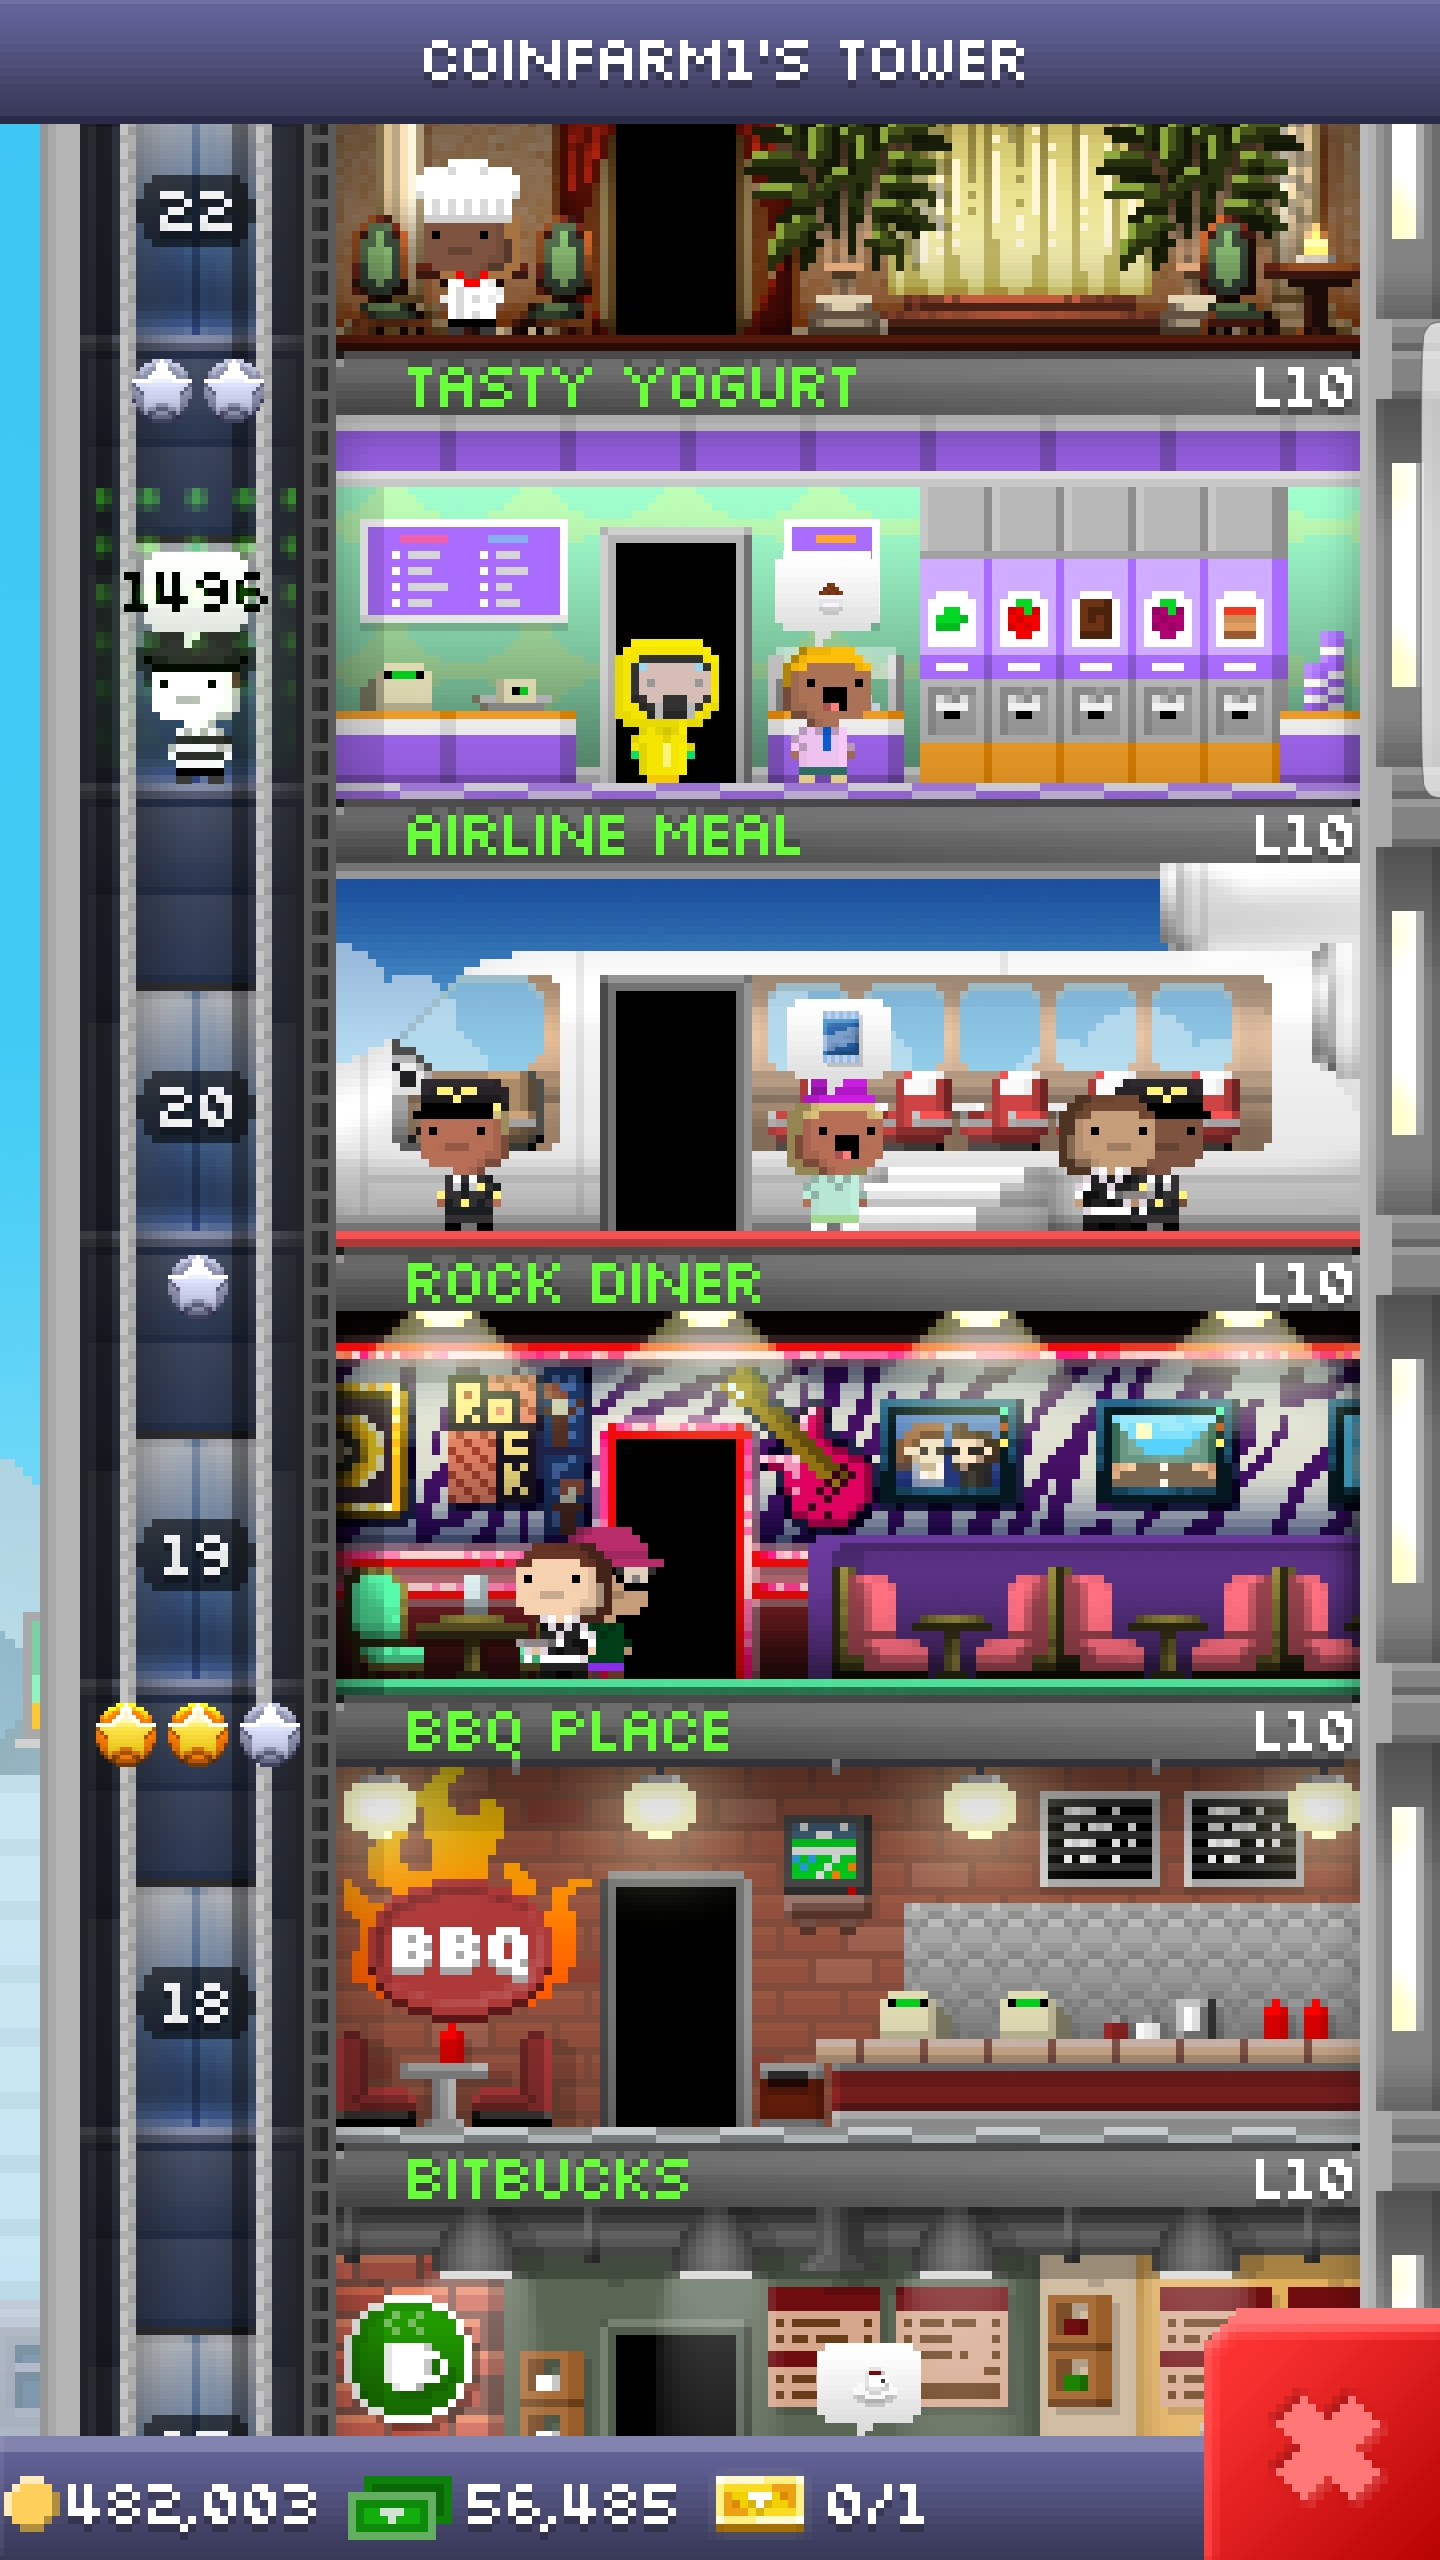 COINFARM1'S TOWER
22
TASTY YOGURT L10
1496
AIRLINE MEAL L10
20
ROCK DINER L10
19
BBQ PLACE L10
BBQ
18
BITBUCKS L10
482,003 56,485 0/1